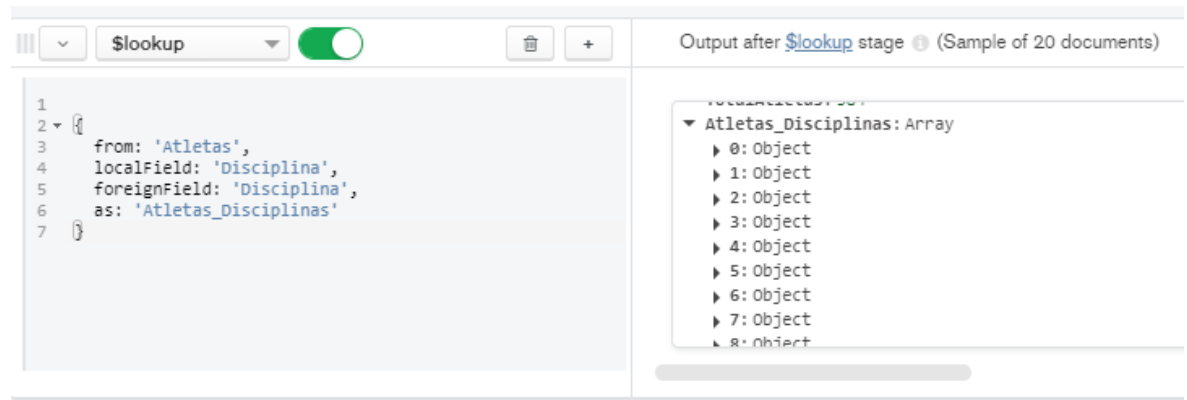 $lookup
+
Output after $lookup stage (Sample of 20 documents)
1
2 {
3 from: 'Atletas',
4 localField: 'Disciplina',
5 foreignField: 'Disciplina',
6 as: 'Atletas_Disciplinas'
7 }
Atletas_Disciplinas: Array
0: Object
1: Object
2: Object
3: Object
4: Object
5: Object
6: Object
7: Object
8: Object